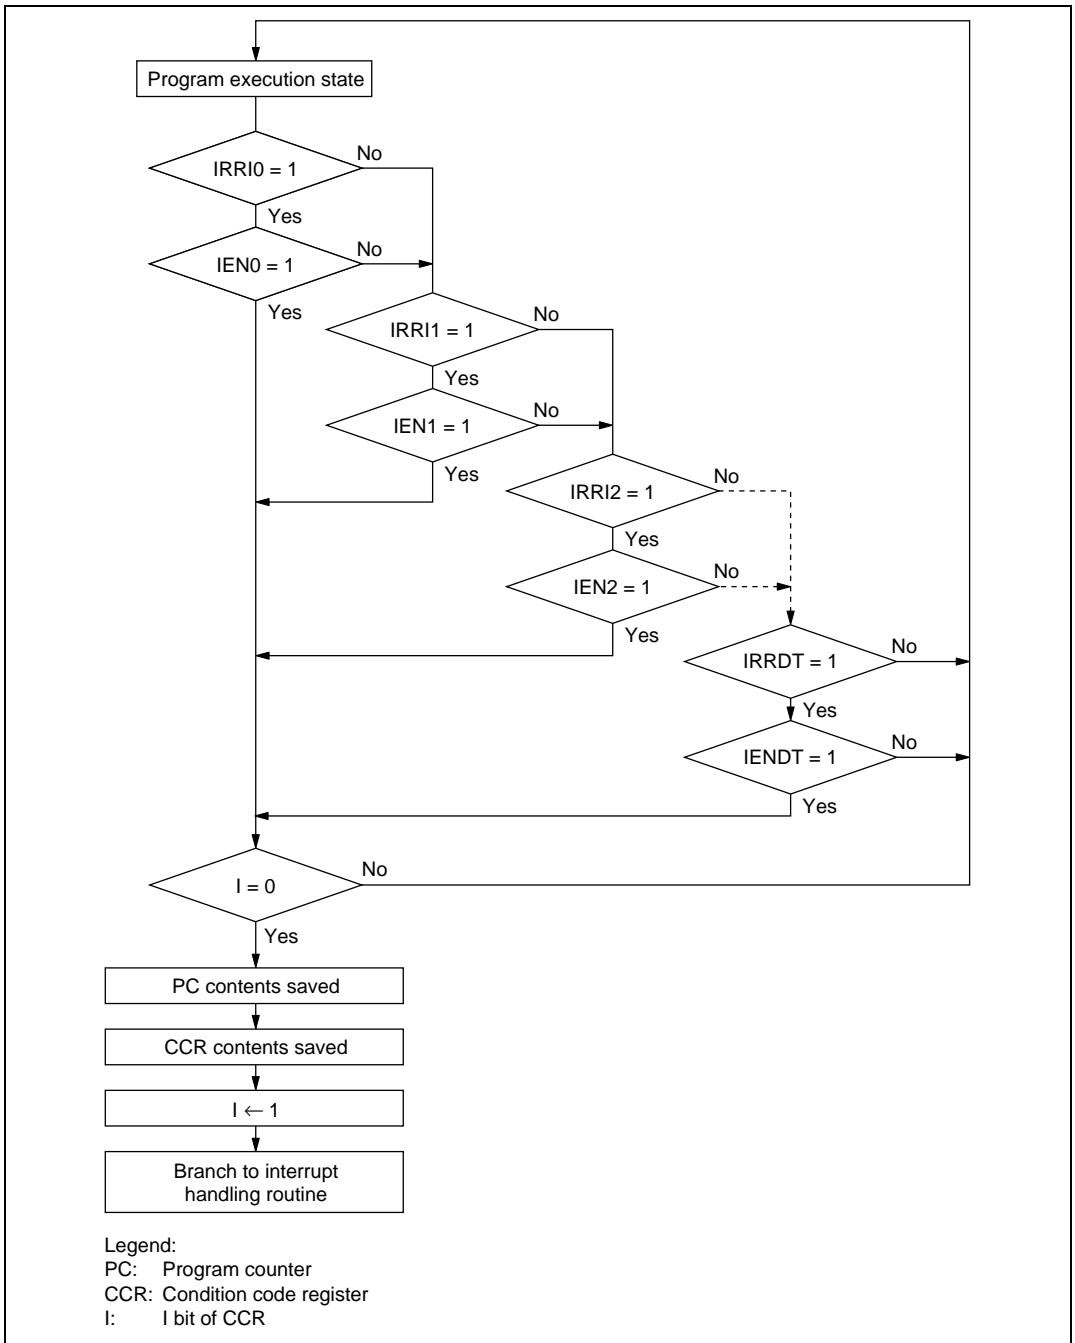 Program execution state
IRRI0 = 1
No
Yes
IEN0 = 1
No
Yes
IRRI1 = 1
No
Yes
IEN1 = 1
No
Yes
IRRI2 = 1
No
Yes
IEN2 = 1
No
Yes
IRRDT = 1
No
Yes
IENDT = 1
No
Yes
I = 0
No
Yes
PC contents saved
CCR contents saved
I ← 1
Branch to interrupt
handling routine
Legend:
PC: Program counter
CCR: Condition code register
I: I bit of CCR